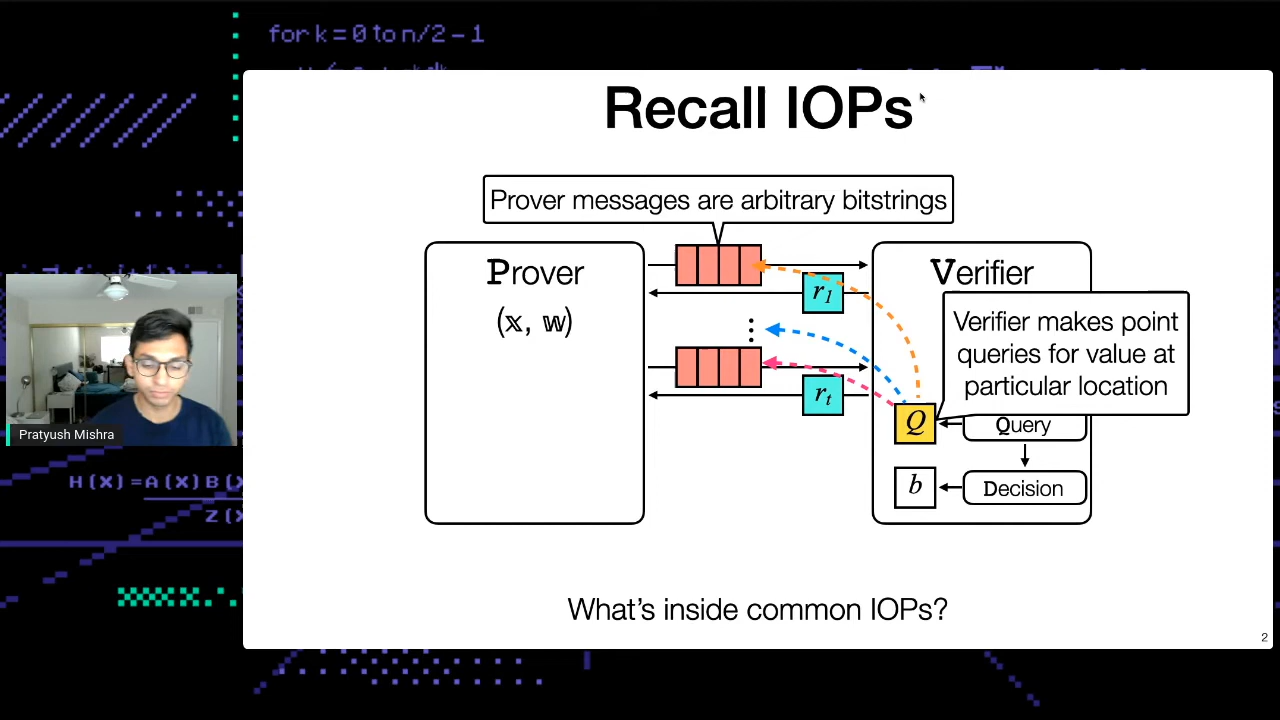 for k = 0 to n/2 - 1
Recall IOPs
Prover messages are arbitrary bitstrings
Prover
(𝕩, 𝕨)
Verifier
r1
Verifier makes point
queries for value at
particular location
rt
Q
Query
b
Decision
Pratyush Mishra
H(X) = A(X)B(X
Z(X
What's inside common IOPs?
2